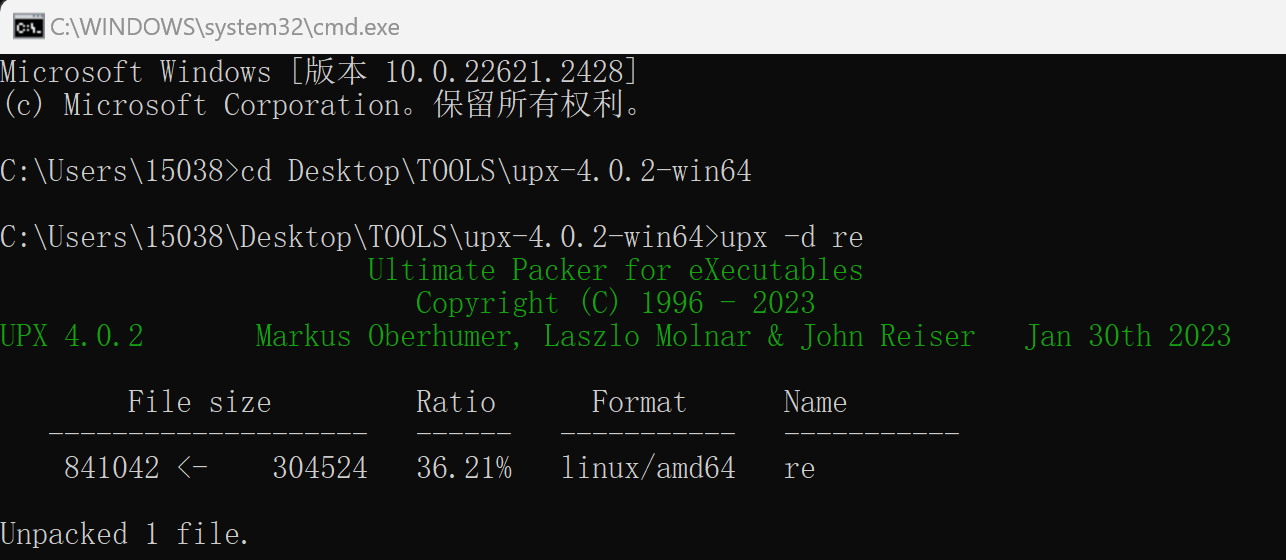 C:\WINDOWS\system32\cmd.exe
Microsoft Windows [版本 10.0.22621.2428]
(c) Microsoft Corporation。保留所有权利。
C:\Users\15038>cd Desktop\TOOLS\upx-4.0.2-win64
C:\Users\15038\Desktop\TOOLS\upx-4.0.2-win64>upx -d re
Ultimate Packer for eXecutables
Copyright (C) 1996 - 2023
UPX 4.0.2 Markus Oberhumer, Laszlo Molnar & John Reiser Jan 30th 2023
File size Ratio Format Name
-------------------- ------ ----------- -----------
841042 <- 304524 36.21% linux/amd64 re
Unpacked 1 file.